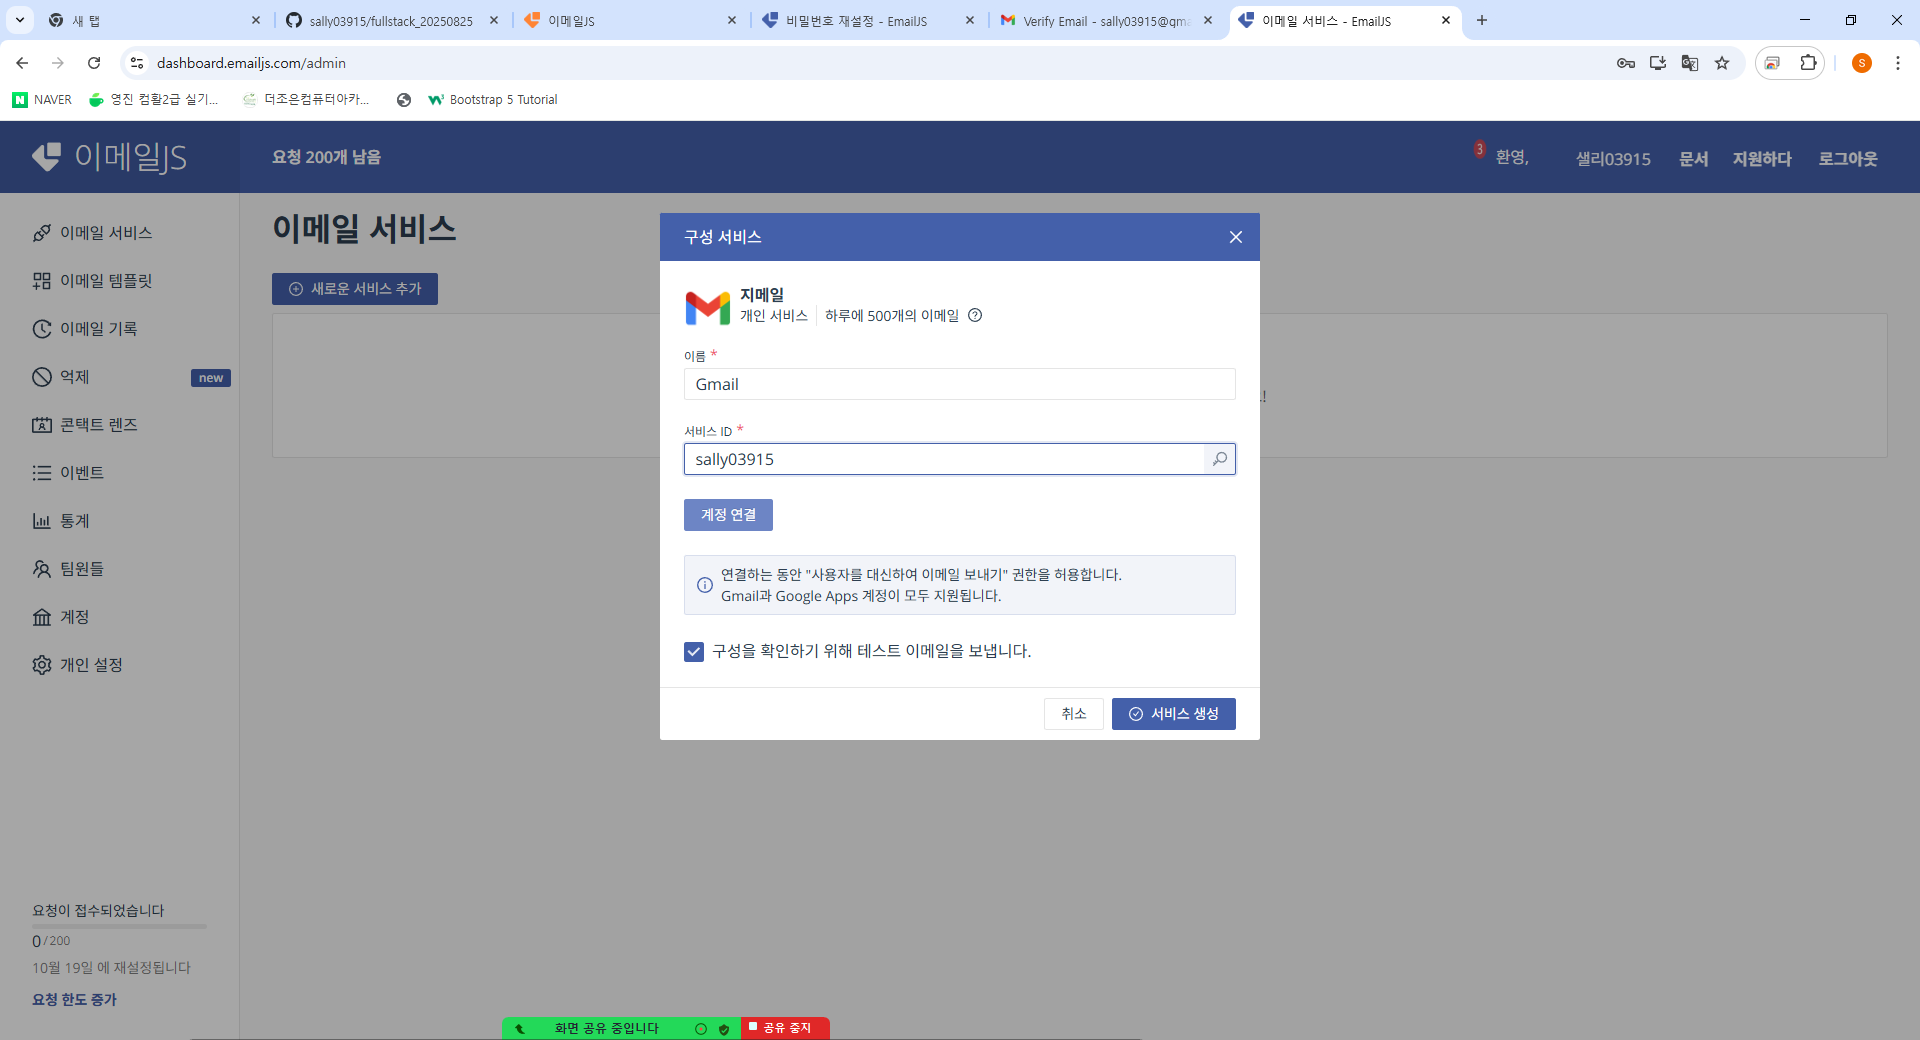 새 탭
sally03915/fullstack_20250825
이메일JS
비밀번호 재설정 - EmailJS
Verify Email - sally03915@gma
이메일 서비스 - EmailJS
dashboard.emailjs.com/admin
S
NAVER
영진 컴활2급 실기...
더조은컴퓨터아카...
Bootstrap 5 Tutorial
이메일JS
요청 200개 남음
3
환영,
샐리03915
문서
지원하다
로그아웃
이메일 서비스
이메일 템플릿
이메일 기록
억제
new
콘택트 렌즈
이벤트
통계
팀원들
계정
개인 설정
요청이 접수되었습니다
0/200
10월 19일 에 재설정됩니다
요청 한도 증가
이메일 서비스
새로운 서비스 추가
구성 서비스
지메일
개인 서비스
하루에 500개의 이메일
이름 *
Gmail
서비스 ID *
sally03915
계정 연결
연결하는 동안 "사용자를 대신하여 이메일 보내기" 권한을 허용합니다.
Gmail과 Google Apps 계정이 모두 지원됩니다.
구성을 확인하기 위해 테스트 이메일을 보냅니다.
취소
서비스 생성
화면 공유 중입니다
공유 중지